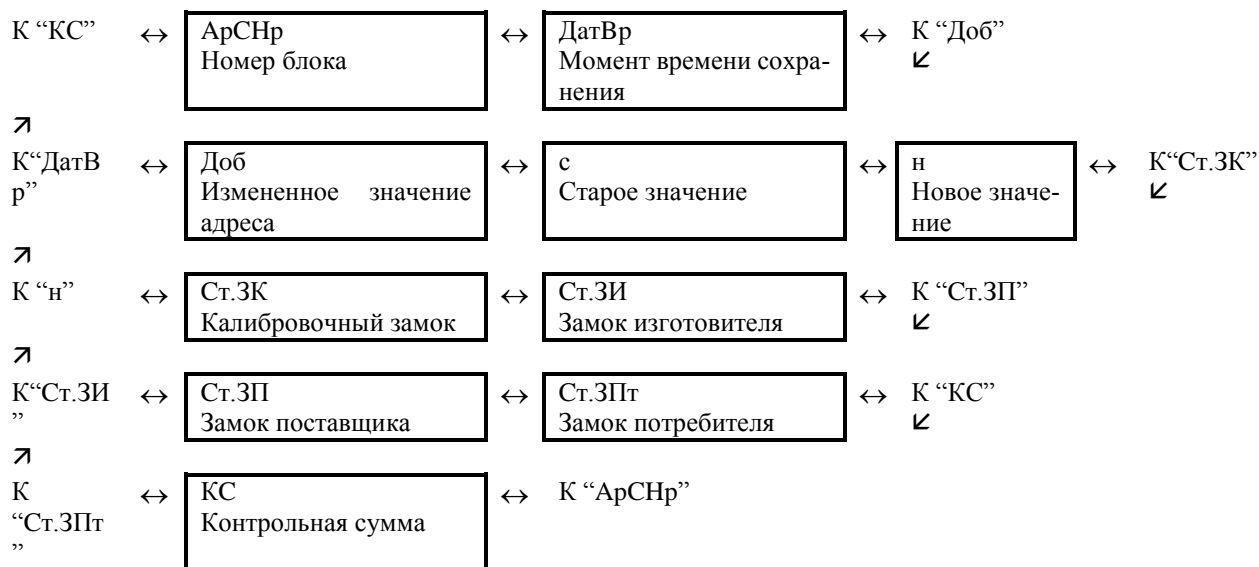 К “КС” ↔ АрСНр ↔ ДатВр ↔ К “Доб”
Номер блока Момент времени сохра- ↙
нения
↗
К“ДатВ ↔ Доб ↔ с ↔ н ↔ К“Ст.ЗК”
р” Измененное значение Старое значение Новое значе- ↙
адреса ние
↗
К “н” ↔ Ст.ЗК ↔ Ст.ЗИ ↔ К “Ст.ЗП”
Калибровочный замок Замок изготовителя ↙
↗
К“Ст.ЗИ ↔ Ст.ЗП ↔ Ст.ЗПт ↔ К “КС”
” Замок поставщика Замок потребителя ↙
↗
К ↔ КС ↔ К “АрСНр”
“Ст.ЗПт Контрольная сумма
”